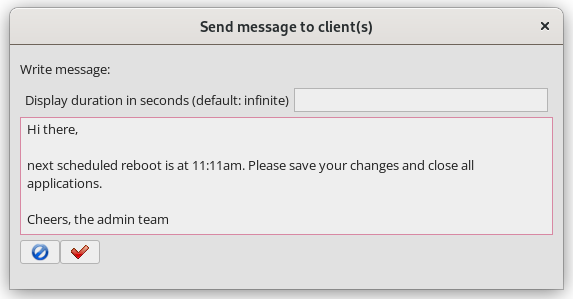 Send message to client(s)
Write message:
Display duration in seconds (default: infinite)
Hi there,
next scheduled reboot is at 11:11am. Please save your changes and close all
applications.
Cheers, the admin team